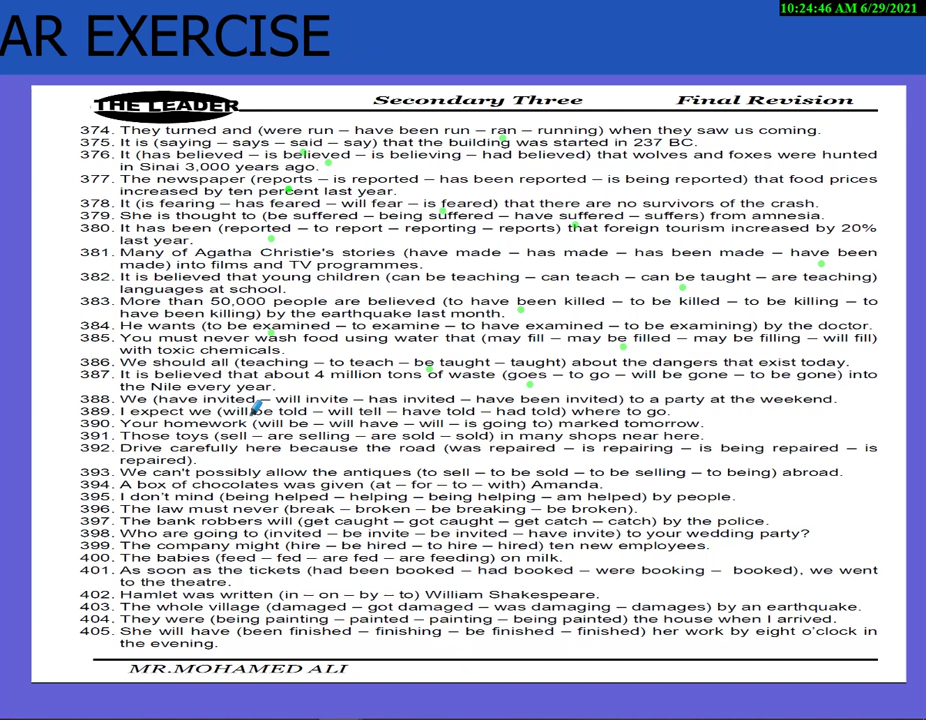 10:24:46 AM 6/29/2021
AR EXERCISE
THE LEADER Secondary Three Final Revision
374. They turned and (were run – have been run – ran – running) when they saw us coming.
375. It is (saying – says – said – say) that the building was started in 237 BC.
376. It (has believed – is believed – is believing – had believed) that wolves and foxes were hunted
in Sinai 3,000 years ago.
377. The newspaper (reports – is reported – has been reported – is being reported) that food prices
increased by ten percent last year.
378. It (is fearing – has feared – will fear – is feared) that there are no survivors of the crash.
379. She is thought to (be suffered – being suffered – have suffered – suffers) from amnesia.
380. It has been (reported – to report – reporting – reports) that foreign tourism increased by 20%
last year.
381. Many of Agatha Christie's stories (have made – has made – has been made – have been
made) into films and TV programmes.
382. It is believed that young children (can be teaching – can teach – can be taught – are teaching)
languages at school.
383. More than 50,000 people are believed (to have been killed – to be killed – to be killing – to
have been killing) by the earthquake last month.
384. He wants (to be examined – to examine – to have examined – to be examining) by the doctor.
385. You must never wash food using water that (may fill – may be filled – may be filling – will fill)
with toxic chemicals.
386. We should all (teaching – to teach – be taught – taught) about the dangers that exist today.
387. It is believed that about 4 million tons of waste (goes – to go – will be gone – to be gone) into
the Nile every year.
388. We (have invited – will invite – has invited – have been invited) to a party at the weekend.
389. I expect we (will be told – will tell – have told – had told) where to go.
390. Your homework (will be – will have – will – is going to) marked tomorrow.
391. Those toys (sell – are selling – are sold – sold) in many shops near here.
392. Drive carefully here because the road (was repaired – is repairing – is being repaired – is
repaired).
393. We can't possibly allow the antiques (to sell – to be sold – to be selling – to being) abroad.
394. A box of chocolates was given (at – for – to – with) Amanda.
395. I don't mind (being helped – helping – being helping – am helped) by people.
396. The law must never (break – broken – be breaking – be broken).
397. The bank robbers will (get caught – got caught – get catch – catch) by the police.
398. Who are going to (invited – be invite – be invited – have invite) to your wedding party?
399. The company might (hire – be hired – to hire – hired) ten new employees.
400. The babies (feed – fed – are fed – are feeding) on milk.
401. As soon as the tickets (had been booked – had booked – were booking – booked), we went
to the theatre.
402. Hamlet was written (in – on – by – to) William Shakespeare.
403. The whole village (damaged – got damaged – was damaging – damages) by an earthquake.
404. They were (being painting – painted – painting – being painted) the house when I arrived.
405. She will have (been finished – finishing – be finished – finished) her work by eight o'clock in
the evening.
MR.MOHAMED ALI